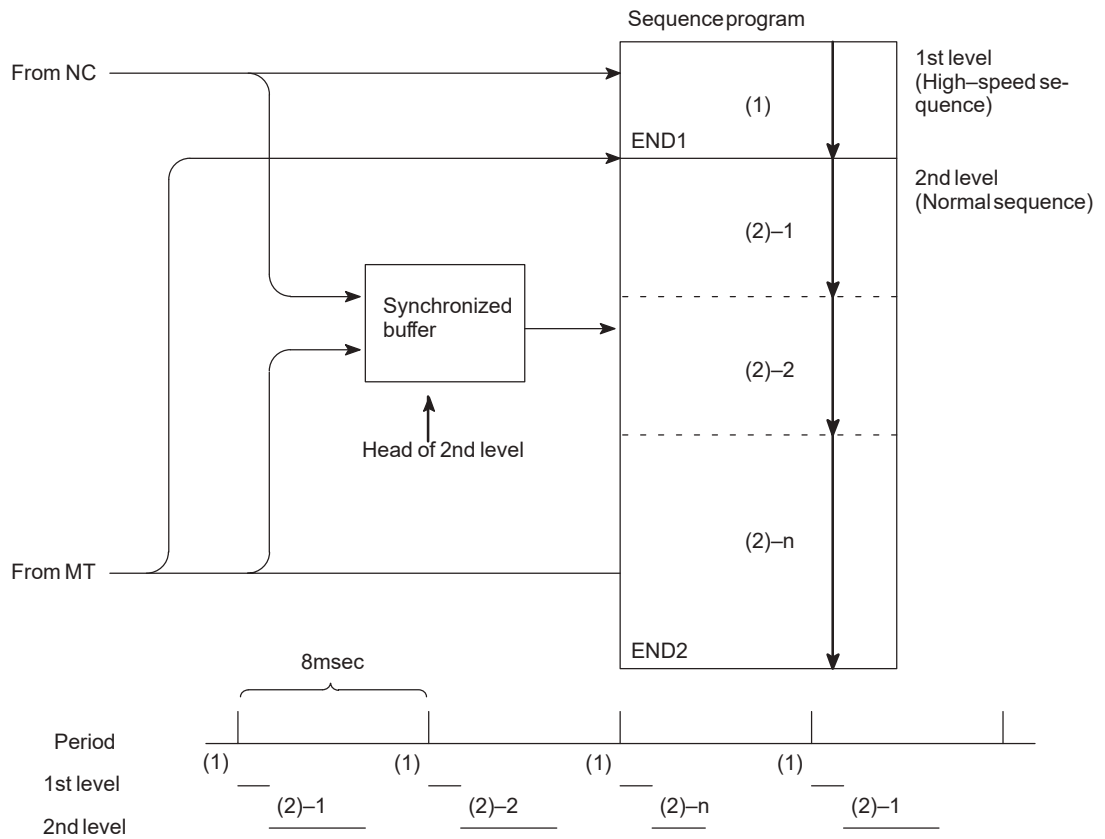 Sequence program
From NC
1st level
(High–speed se-
quence)
(1)
END1
2nd level
(Normal sequence)
(2)–1
Synchronized
buffer
(2)–2
Head of 2nd level
(2)–n
From MT
END2
8msec
Period
(1) (1) (1) (1)
1st level
(2)–1 (2)–2 (2)–n (2)–1
2nd level